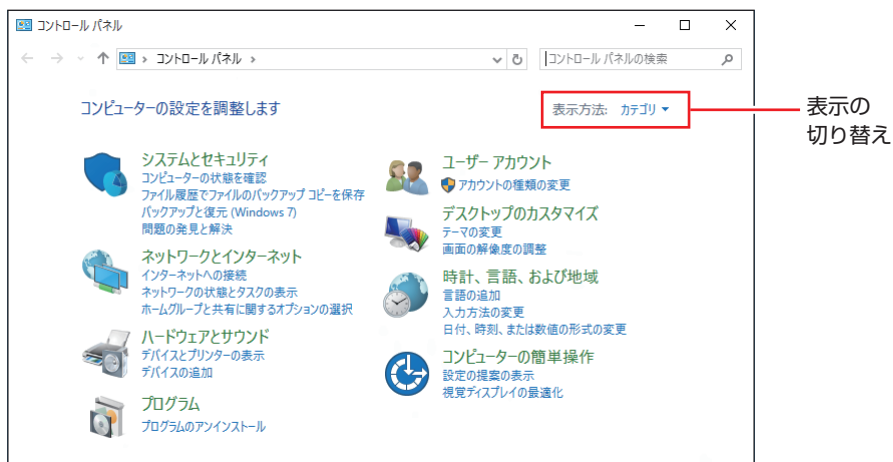 コントロール パネル
コントロール パネル
コントロール パネルの検索
コンピューターの設定を調整します
表示方法: カテゴリ
表示の
切り替え
システムとセキュリティ
コンピューターの状態を確認
ファイル履歴でファイルのバックアップ コピーを保存
バックアップと復元 (Windows 7)
問題の発見と解決
ネットワークとインターネット
インターネットへの接続
ネットワークの状態とタスクの表示
ホームグループと共有に関するオプションの選択
ハードウェアとサウンド
デバイスとプリンターの表示
デバイスの追加
プログラム
プログラムのアンインストール
ユーザー アカウント
アカウントの種類の変更
デスクトップのカスタマイズ
テーマの変更
画面の解像度の調整
時計、言語、および地域
言語の追加
入力方法の変更
日付、時刻、または数値の形式の変更
コンピューターの簡単操作
設定の提案の表示
視覚ディスプレイの最適化